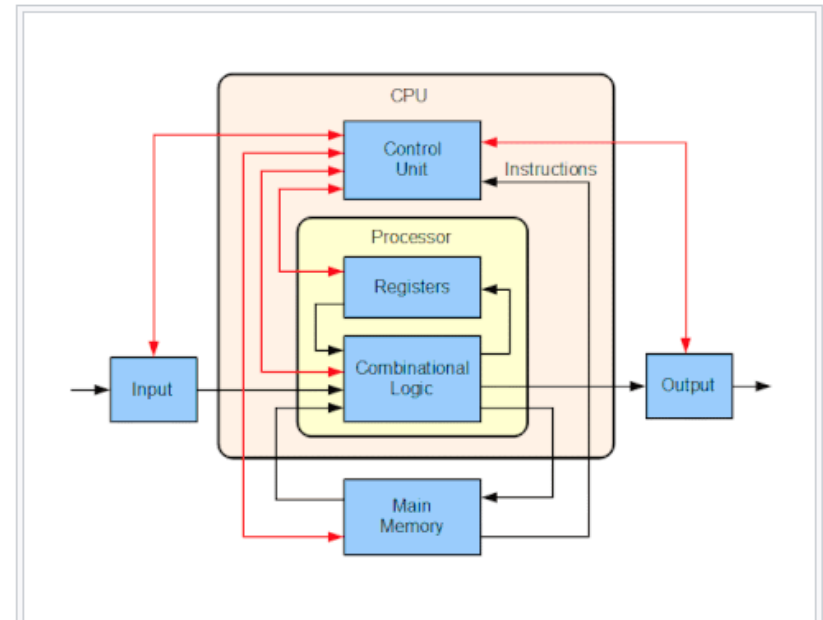 CPU
Control
Unit
Instructions
Processor
Registers
Combinational
Logic
Input
Output
Main
Memory